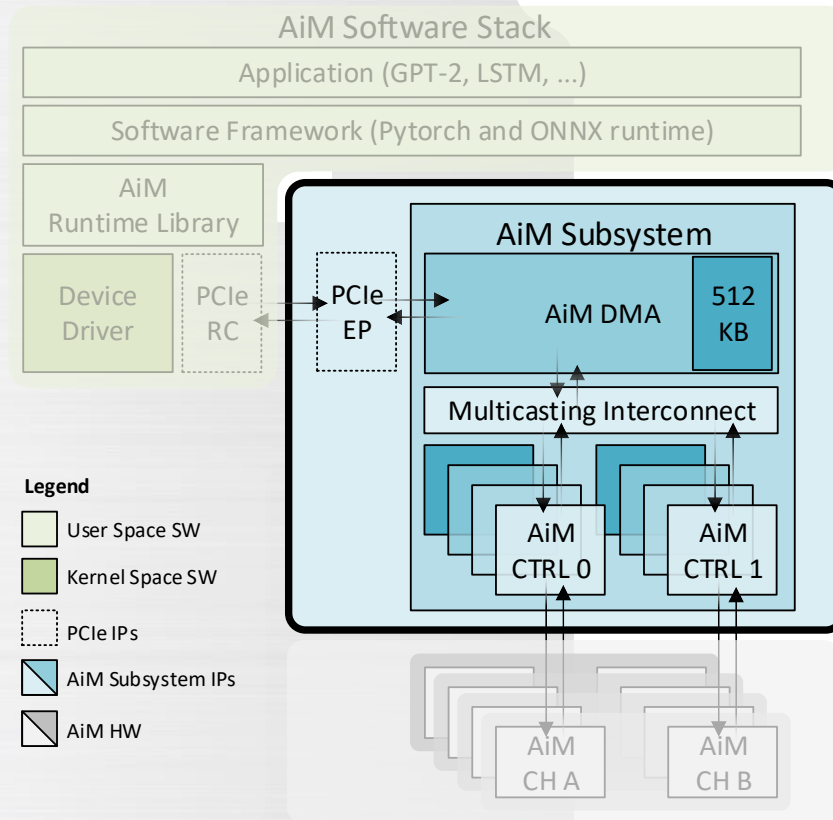 AiM Software Stack
Application (GPT-2, LSTM, ...)
Software Framework (Pytorch and ONNX runtime)
AiM
Runtime Library
Device
Driver
PCIe
RC
PCIe
EP
AiM Subsystem
AiM DMA
512
KB
Multicasting Interconnect
AiM
CTRL 0
AiM
CTRL 1
AiM
CH A
AiM
CH B
Legend
User Space SW
Kernel Space SW
PCIe IPs
AiM Subsystem IPs
AiM HW